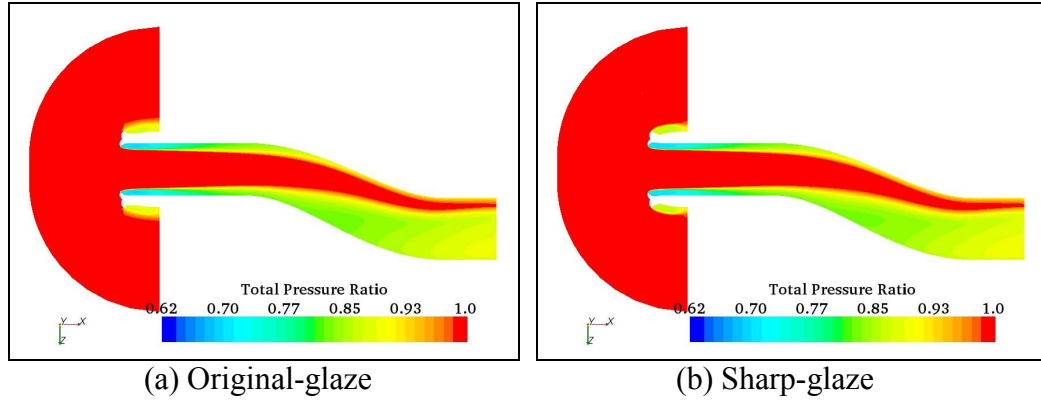 Total Pressure Ratio
0.62 0.70 0.77 0.85 0.93 1.0
Y X
Z
(a) Original-glaze
Total Pressure Ratio
0.62 0.70 0.77 0.85 0.93 1.0
Y X
Z
(b) Sharp-glaze